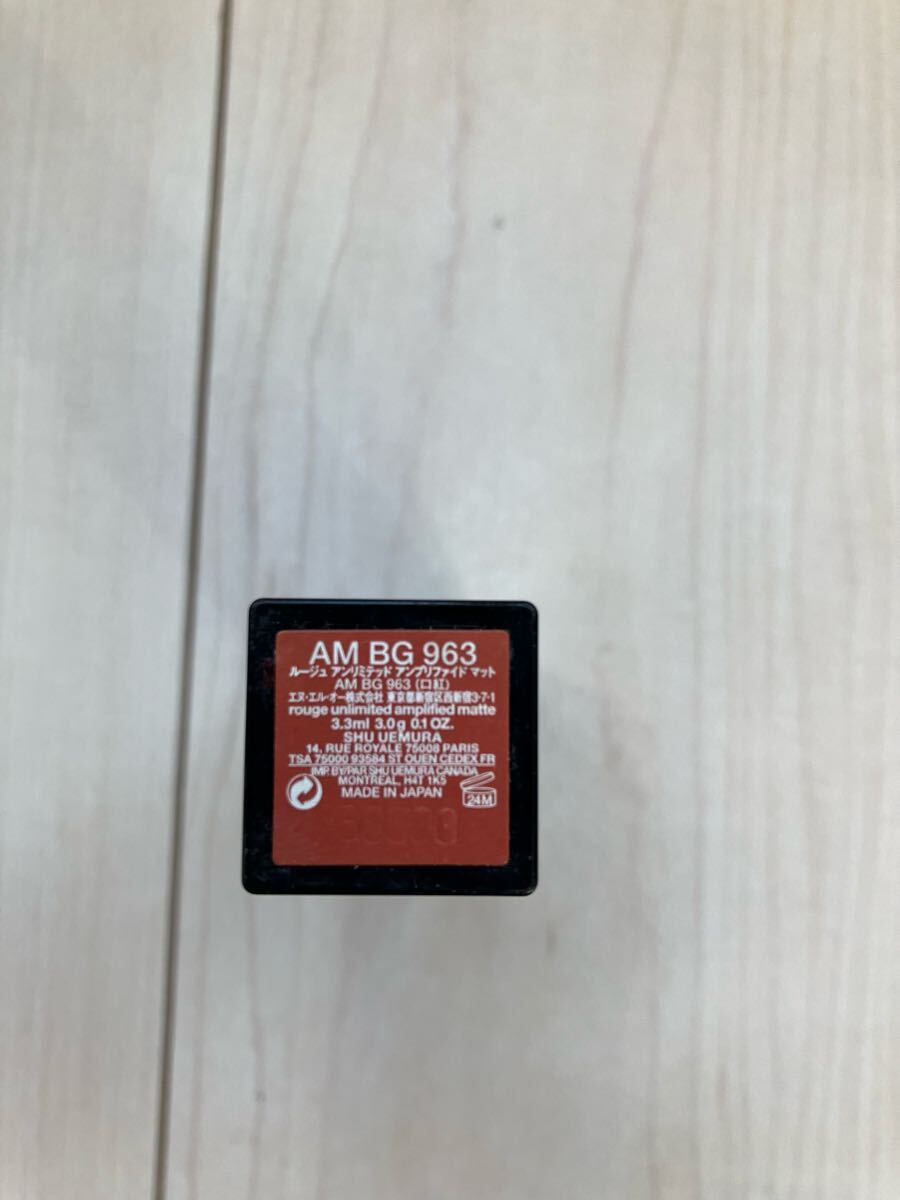 AM BG 963
ルージュ アンリミテッド アンプリファイド マット
AM BG 963 (口紅)
エヌ・エル・オー株式会社 東京都新宿区西新宿3-7-1
rouge unlimited amplified matte
3.3ml 3.0g 0.1 OZ.
SHU UEMURA
14, RUE ROYALE 75008 PARIS
TSA 75000 93584 ST OUEN CEDEX FR
IMP. BY/PAR SHU UEMURA CANADA
MONTREAL, H4T 1K5
MADE IN JAPAN
24M